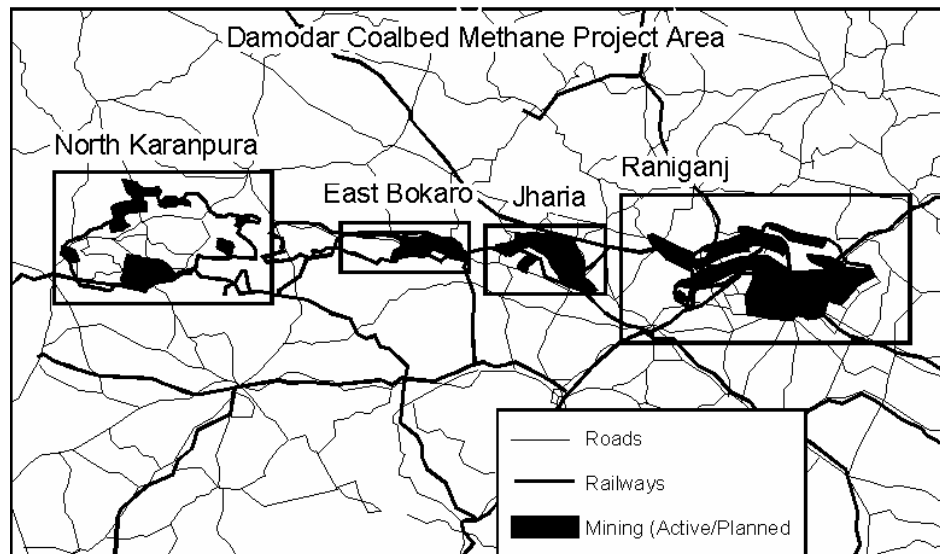 Damodar Coalbed Methane Project Area
North Karanpura
Raniganj
East Bokaro
Jharia
Roads
Railways
Mining (Active/Planned